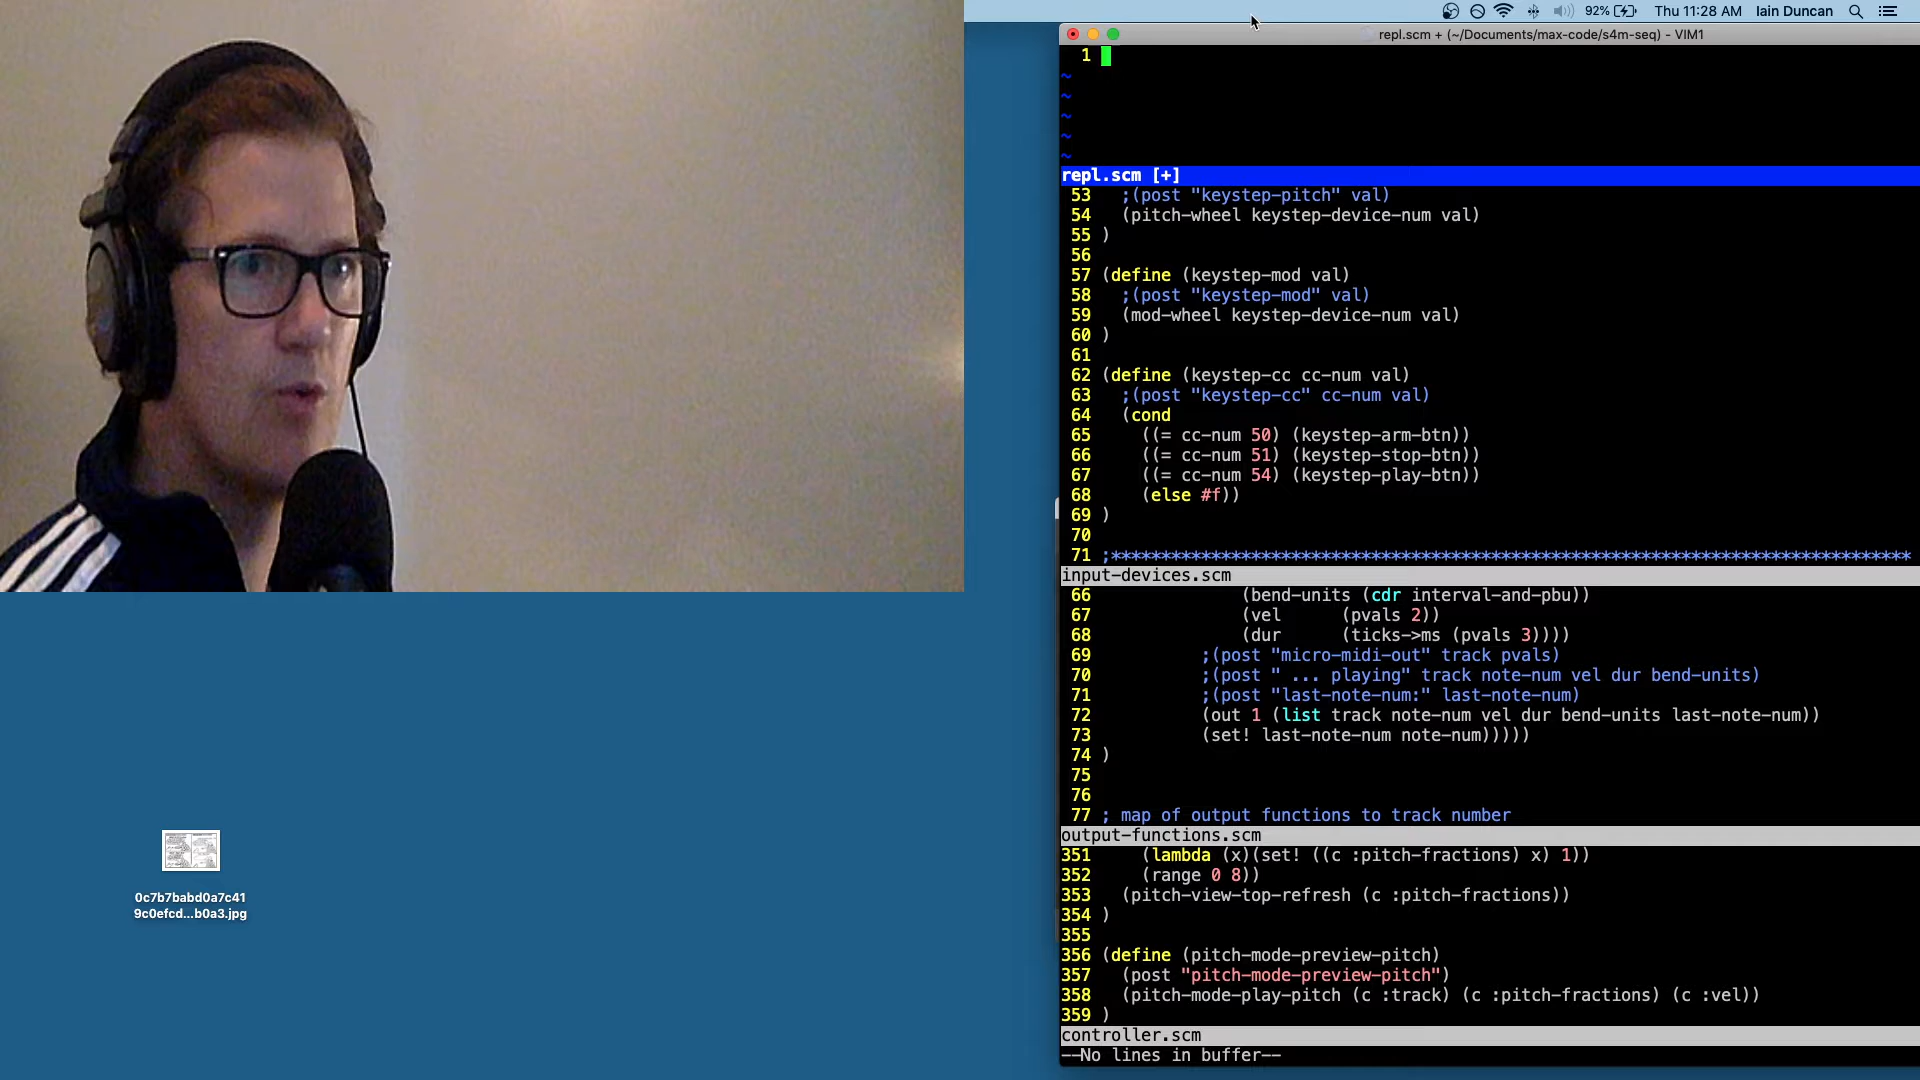 92%
Thu 11:28 AM
Iain Duncan
repl.scm + (~/Documents/max-code/s4m-seq) - VIM1
1
~
~
~
~
~
repl.scm [+]
53   ;(post "keystep-pitch" val)
54   (pitch-wheel keystep-device-num val)
55 )
56
57 (define (keystep-mod val)
58   ;(post "keystep-mod" val)
59   (mod-wheel keystep-device-num val)
60 )
61
62 (define (keystep-cc cc-num val)
63   ;(post "keystep-cc" cc-num val)
64   (cond
65     ((= cc-num 50) (keystep-arm-btn))
66     ((= cc-num 51) (keystep-stop-btn))
67     ((= cc-num 54) (keystep-play-btn))
68     (else #f))
69 )
70
71 ;********************************************************************************
input-devices.scm
66               (bend-units (cdr interval-and-pbu))
67               (vel      (pvals 2))
68               (dur      (ticks->ms (pvals 3))))
69           ;(post "micro-midi-out" track pvals)
70           ;(post " ... playing" track note-num vel dur bend-units)
71           ;(post "last-note-num:" last-note-num)
72           (out 1 (list track note-num vel dur bend-units last-note-num))
73           (set! last-note-num note-num)))))
74 )
75
76
77 ; map of output functions to track number
output-functions.scm
351     (lambda (x)(set! ((c :pitch-fractions) x) 1))
352     (range 0 8))
353   (pitch-view-top-refresh (c :pitch-fractions))
354 )
355
356 (define (pitch-mode-preview-pitch)
357   (post "pitch-mode-preview-pitch")
358   (pitch-mode-play-pitch (c :track) (c :pitch-fractions) (c :vel))
359 )
controller.scm
--No lines in buffer--
0c7b7babd0a7c41
9c0efcd...b0a3.jpg